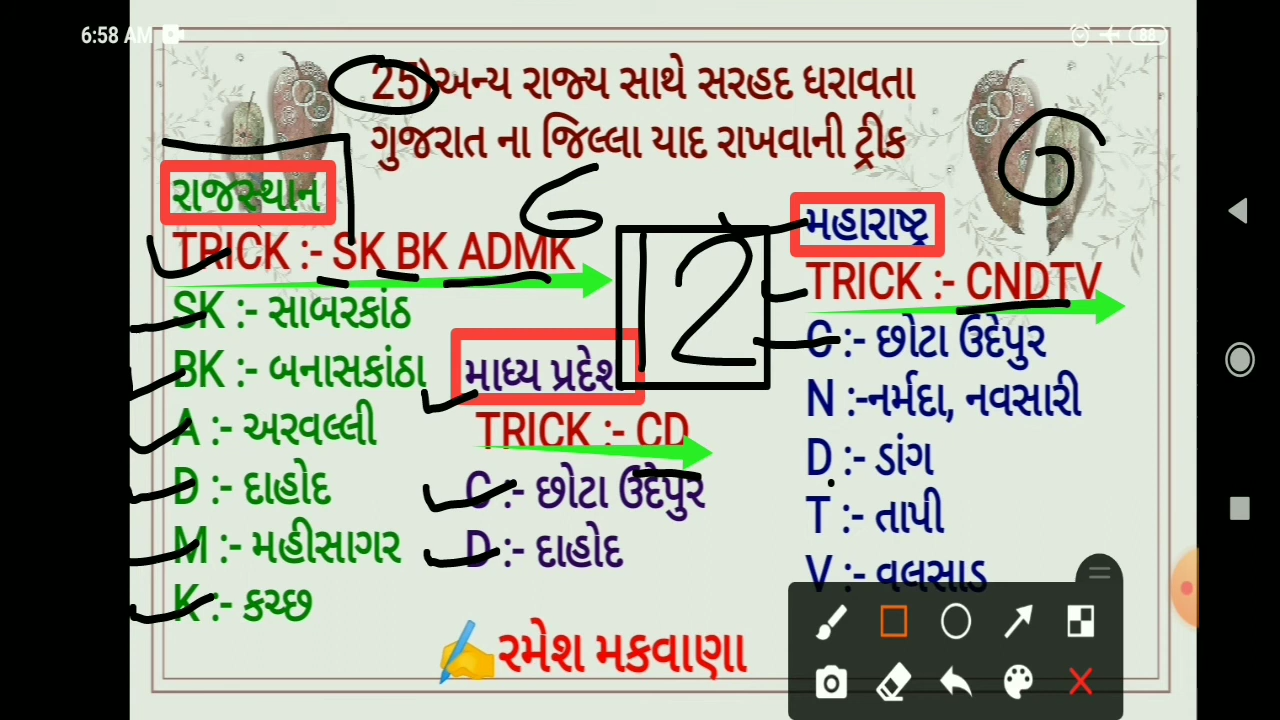 6:58 AM
88
25)અન્ય રાજ્ય સાથે સરહદ ધરાવતા
ગુજરાત ના જિલ્લા યાદ રાખવાની ટ્રીક
6
6
12
રાજસ્થાન
TRICK :- SK BK ADMK
SK :- સાબરકાંઠ
BK :- બનાસકાંઠા
A :- અરવલ્લી
D :- દાહોદ
M :- મહીસાગર
K :- કચ્છ
માધ્ય પ્રદેશ
TRICK :- CD
C :- છોટા ઉદેપુર
D :- દાહોદ
મહારાષ્ટ્ર
TRICK :- CNDTV
C :- છોટા ઉદેપુર
N :-નર્મદા, નવસારી
D :- ડાંગ
T :- તાપી
V :- વલસાડ
રમેશ મકવાણા